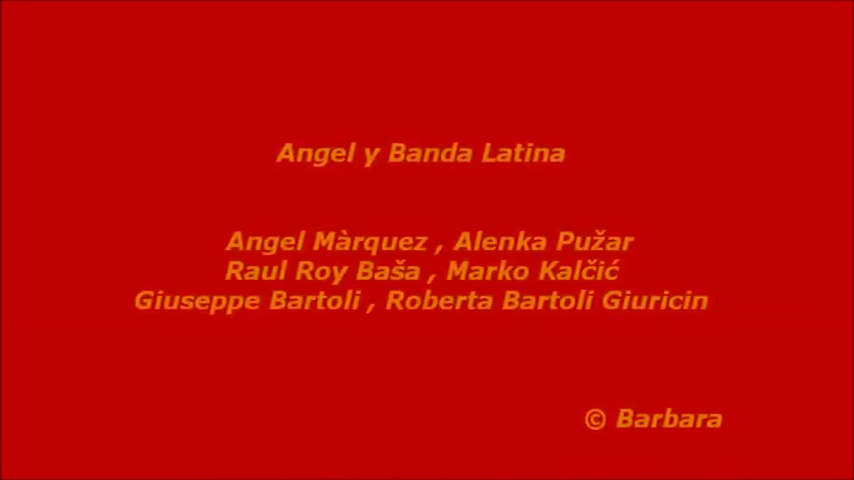 Angel y Banda Latina
Angel Màrquez , Alenka Pužar
Raul Roy Baša , Marko Kalčić
Giuseppe Bartoli , Roberta Bartoli Giuricin
© Barbara